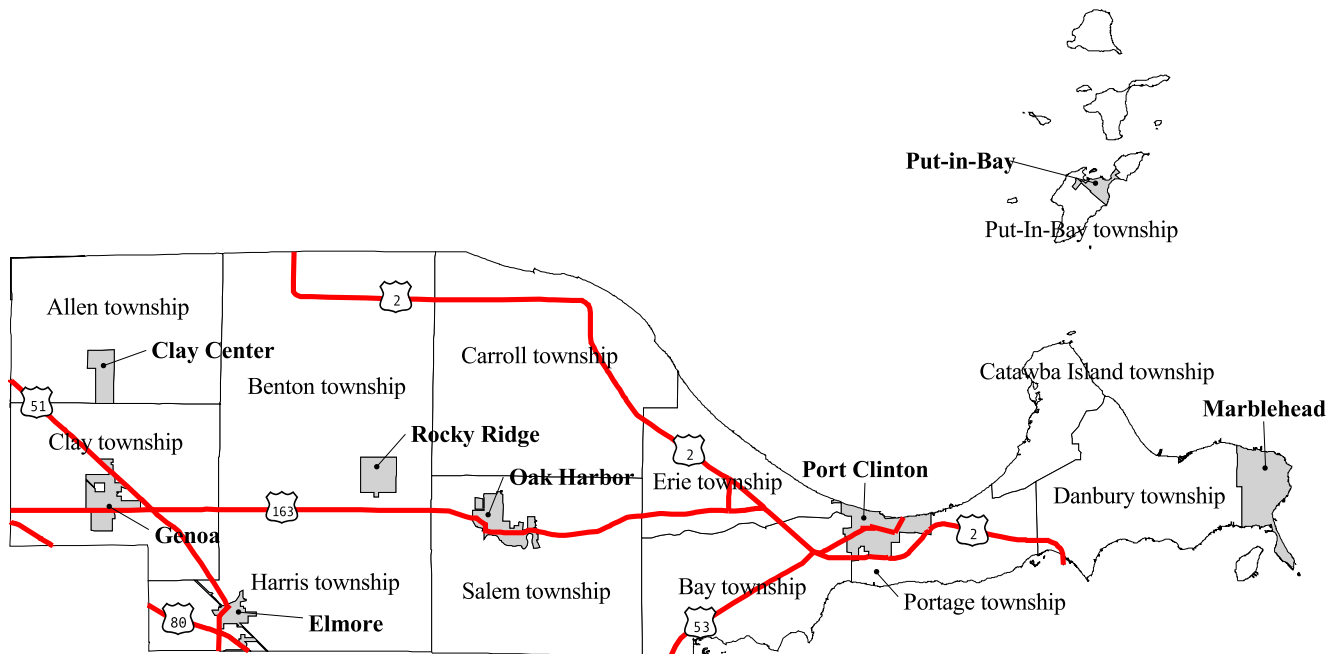 Put-in-Bay
Put-In-Bay township
2
Allen township
Clay Center
Carroll township
Catawba Island township
Benton township
51
Marblehead
Clay township
Rocky Ridge
2
Port Clinton
Oak Harbor
Erie township
Danbury township
163
Genoa
2
Harris township
Salem township
Bay township
Portage township
80
Elmore
53